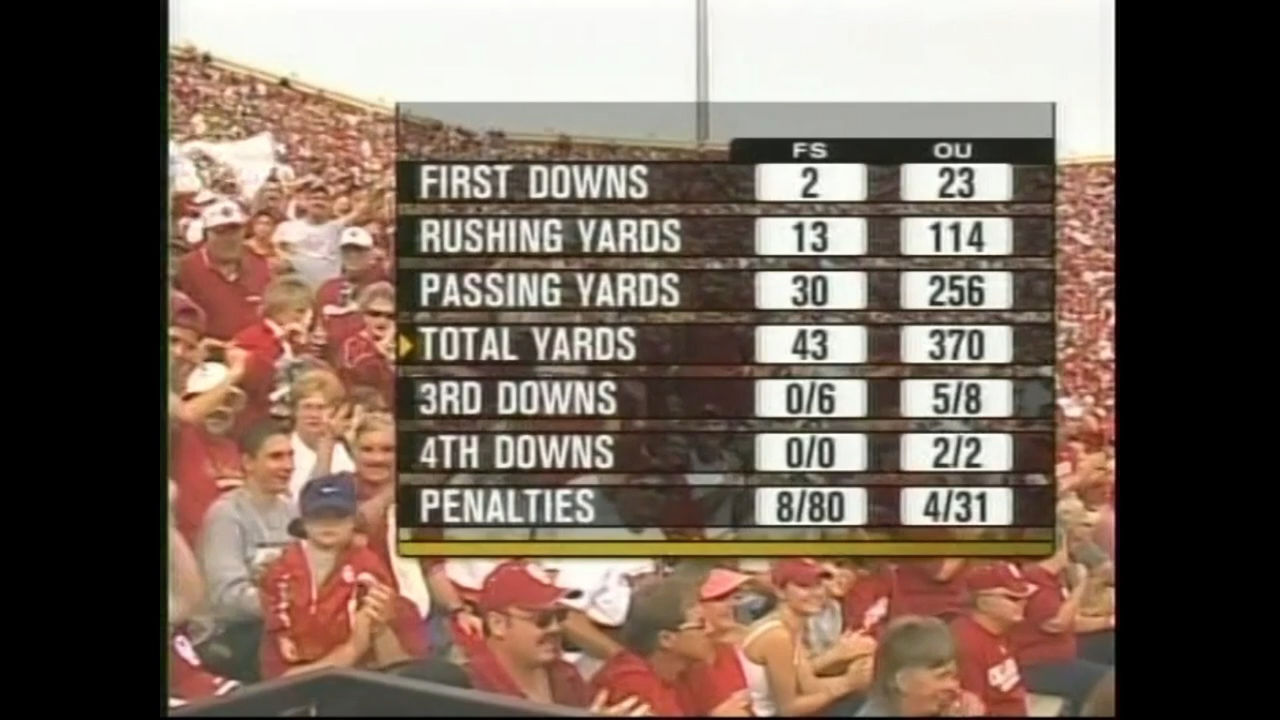 FS OU
FIRST DOWNS 2 23
RUSHING YARDS 13 114
PASSING YARDS 30 256
TOTAL YARDS 43 370
3RD DOWNS 0/6 5/8
4TH DOWNS 0/0 2/2
PENALTIES 8/80 4/31